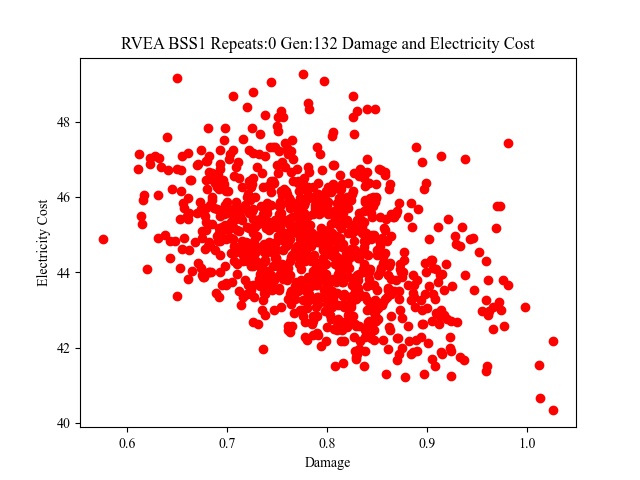 RVEA BSS1 Repeats:0 Gen:132 Damage and Electricity Cost
Electricity Cost
48
46
44
42
40
0.6 0.7 0.8 0.9 1.0
Damage